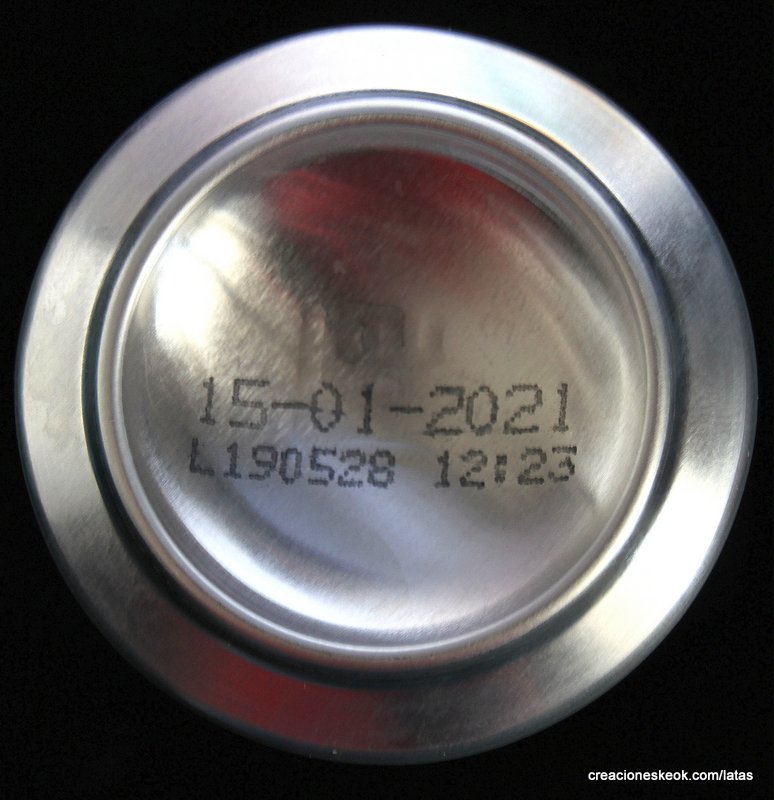 15-01-2021
L190528 12:23
creacioneskeok.com/latas